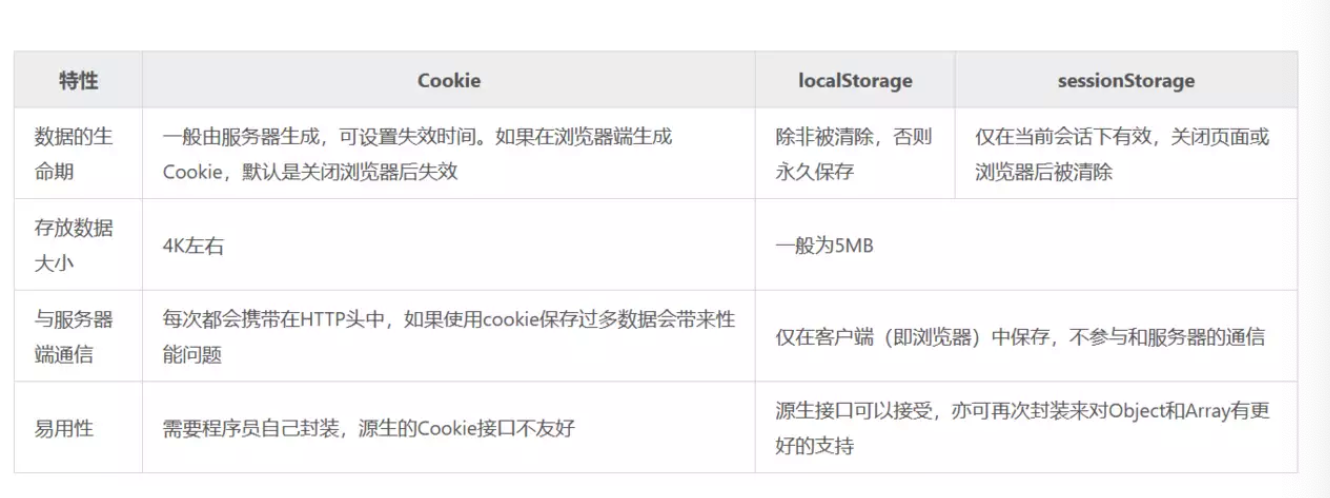 特性
Cookie
localStorage
sessionStorage
数据的生
命期
一般由服务器生成，可设置失效时间。如果在浏览器端生成
Cookie，默认是关闭浏览器后失效
除非被清除，否则
永久保存
仅在当前会话下有效，关闭页面或
浏览器后被清除
存放数据
大小
4K左右
一般为5MB
与服务器
端通信
每次都会携带在HTTP头中，如果使用cookie保存过多数据会带来性
能问题
仅在客户端（即浏览器）中保存，不参与和服务器的通信
易用性
需要程序员自己封装，源生的Cookie接口不友好
源生接口可以接受，亦可再次封装来对Object和Array有更
好的支持